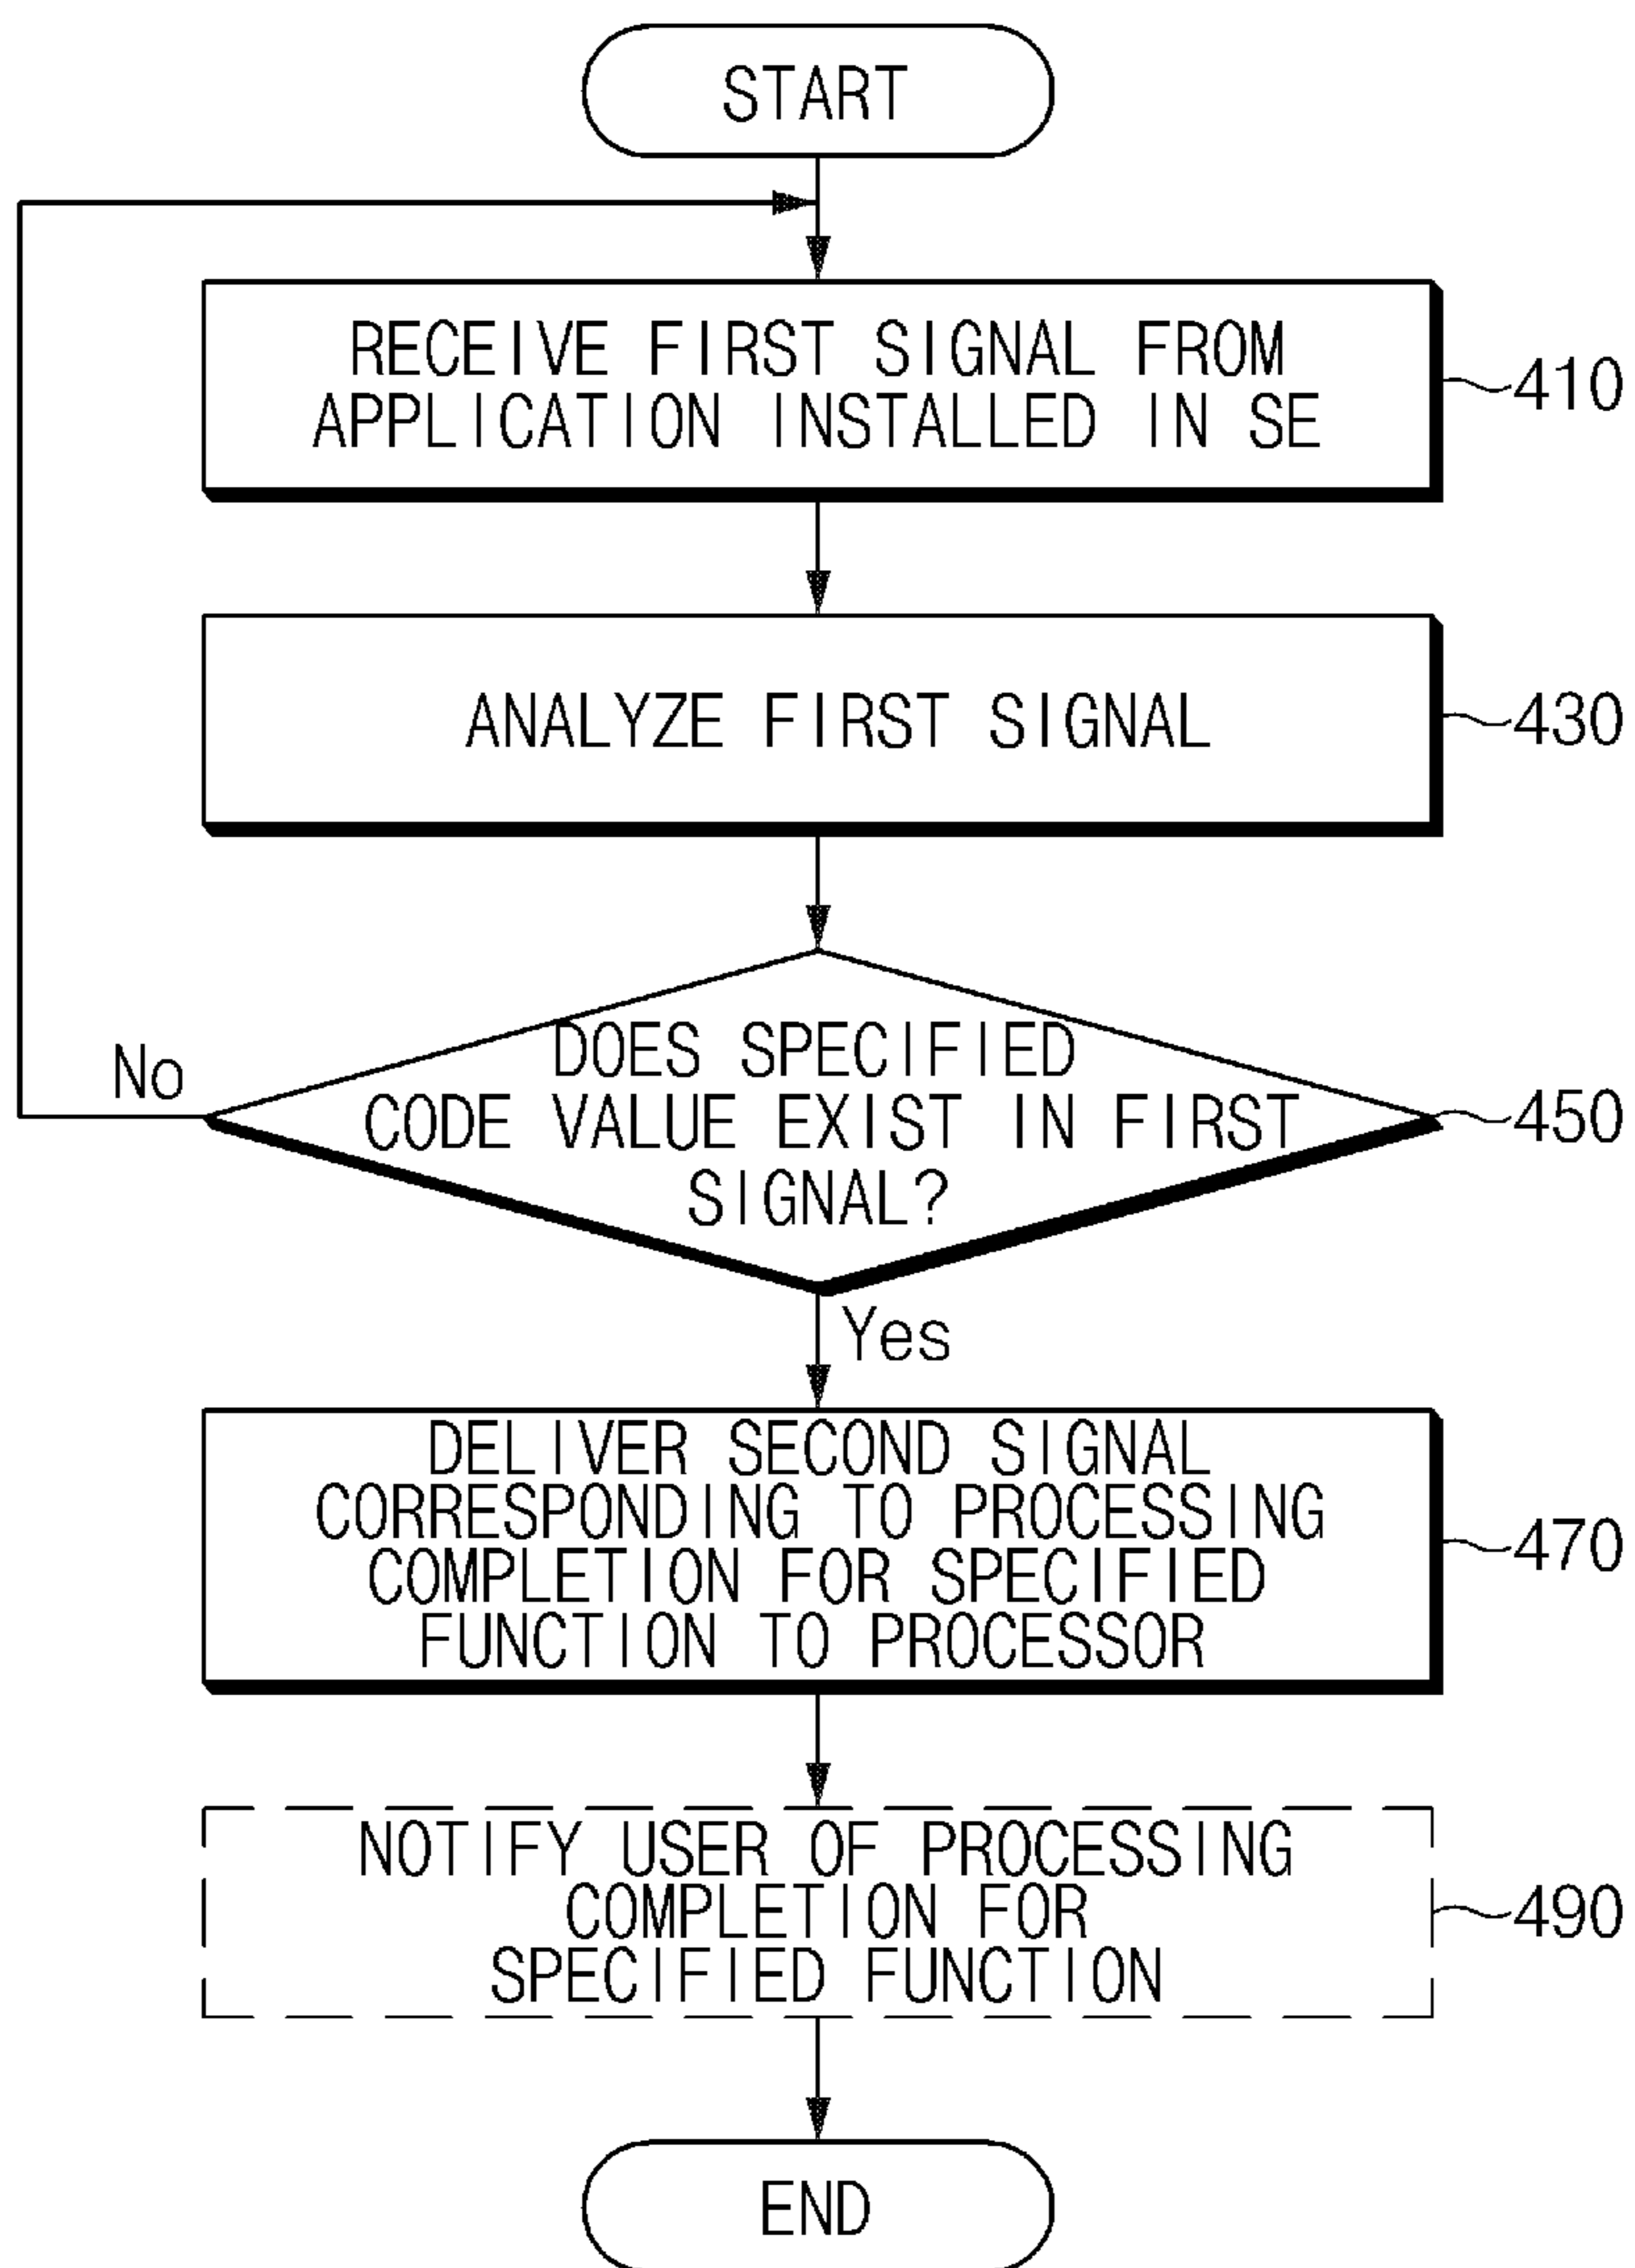 START
RECEIVE FIRST SIGNAL FROM
APPLICATION INSTALLED IN SE
410
ANALYZE FIRST SIGNAL
430
DOES SPECIFIED
CODE VALUE EXIST IN FIRST
SIGNAL?
450
No
Yes
DELIVER SECOND SIGNAL
CORRESPONDING TO PROCESSING
COMPLETION FOR SPECIFIED
FUNCTION TO PROCESSOR
470
NOTIFY USER OF PROCESSING
COMPLETION FOR
SPECIFIED FUNCTION
490
END